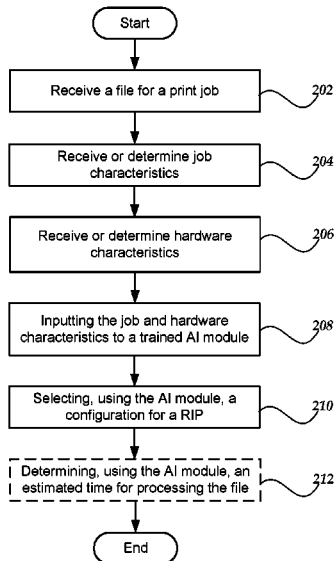 Start
Receive a file for a print job
202
Receive or determine job
characteristics
204
Receive or determine hardware
characteristics
206
Inputting the job and hardware
characteristics to a trained AI module
208
Selecting, using the AI module, a
configuration for a RIP
210
Determining, using the AI module, an
estimated time for processing the file
212
End